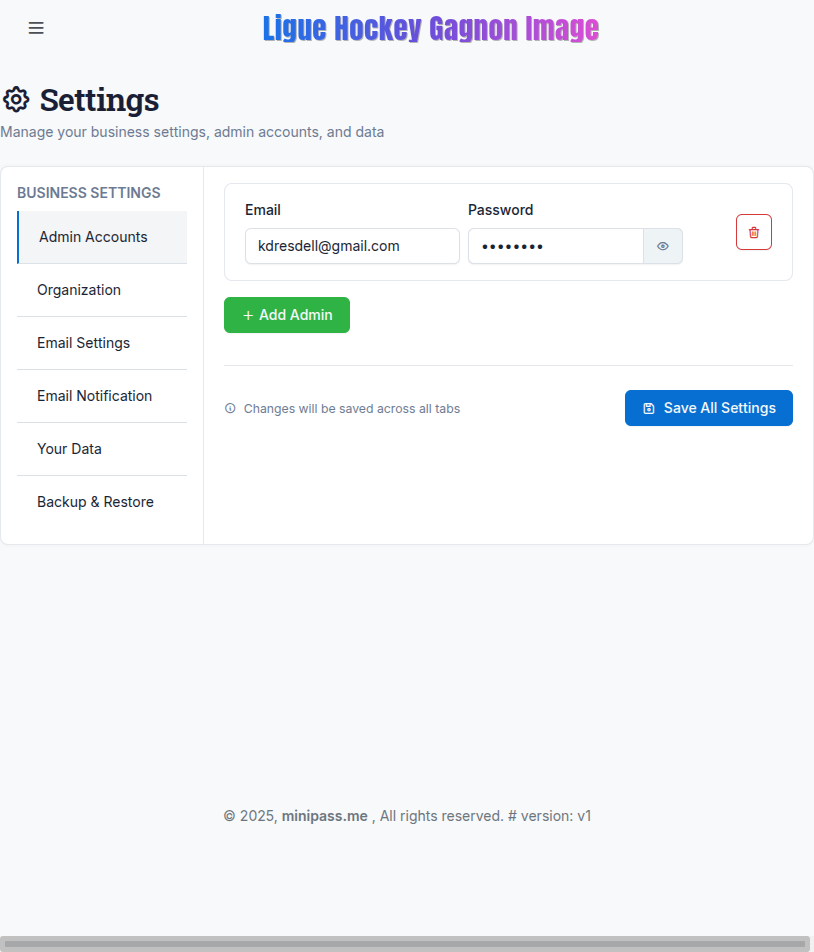 Ligue Hockey Gagnon Image
Settings
Manage your business settings, admin accounts, and data
BUSINESS SETTINGS
Admin Accounts
Organization
Email Settings
Email Notification
Your Data
Backup & Restore
Email
Password
kdresdell@gmail.com
••••••••
+ Add Admin
Changes will be saved across all tabs
Save All Settings
© 2025, minipass.me , All rights reserved. # version: v1